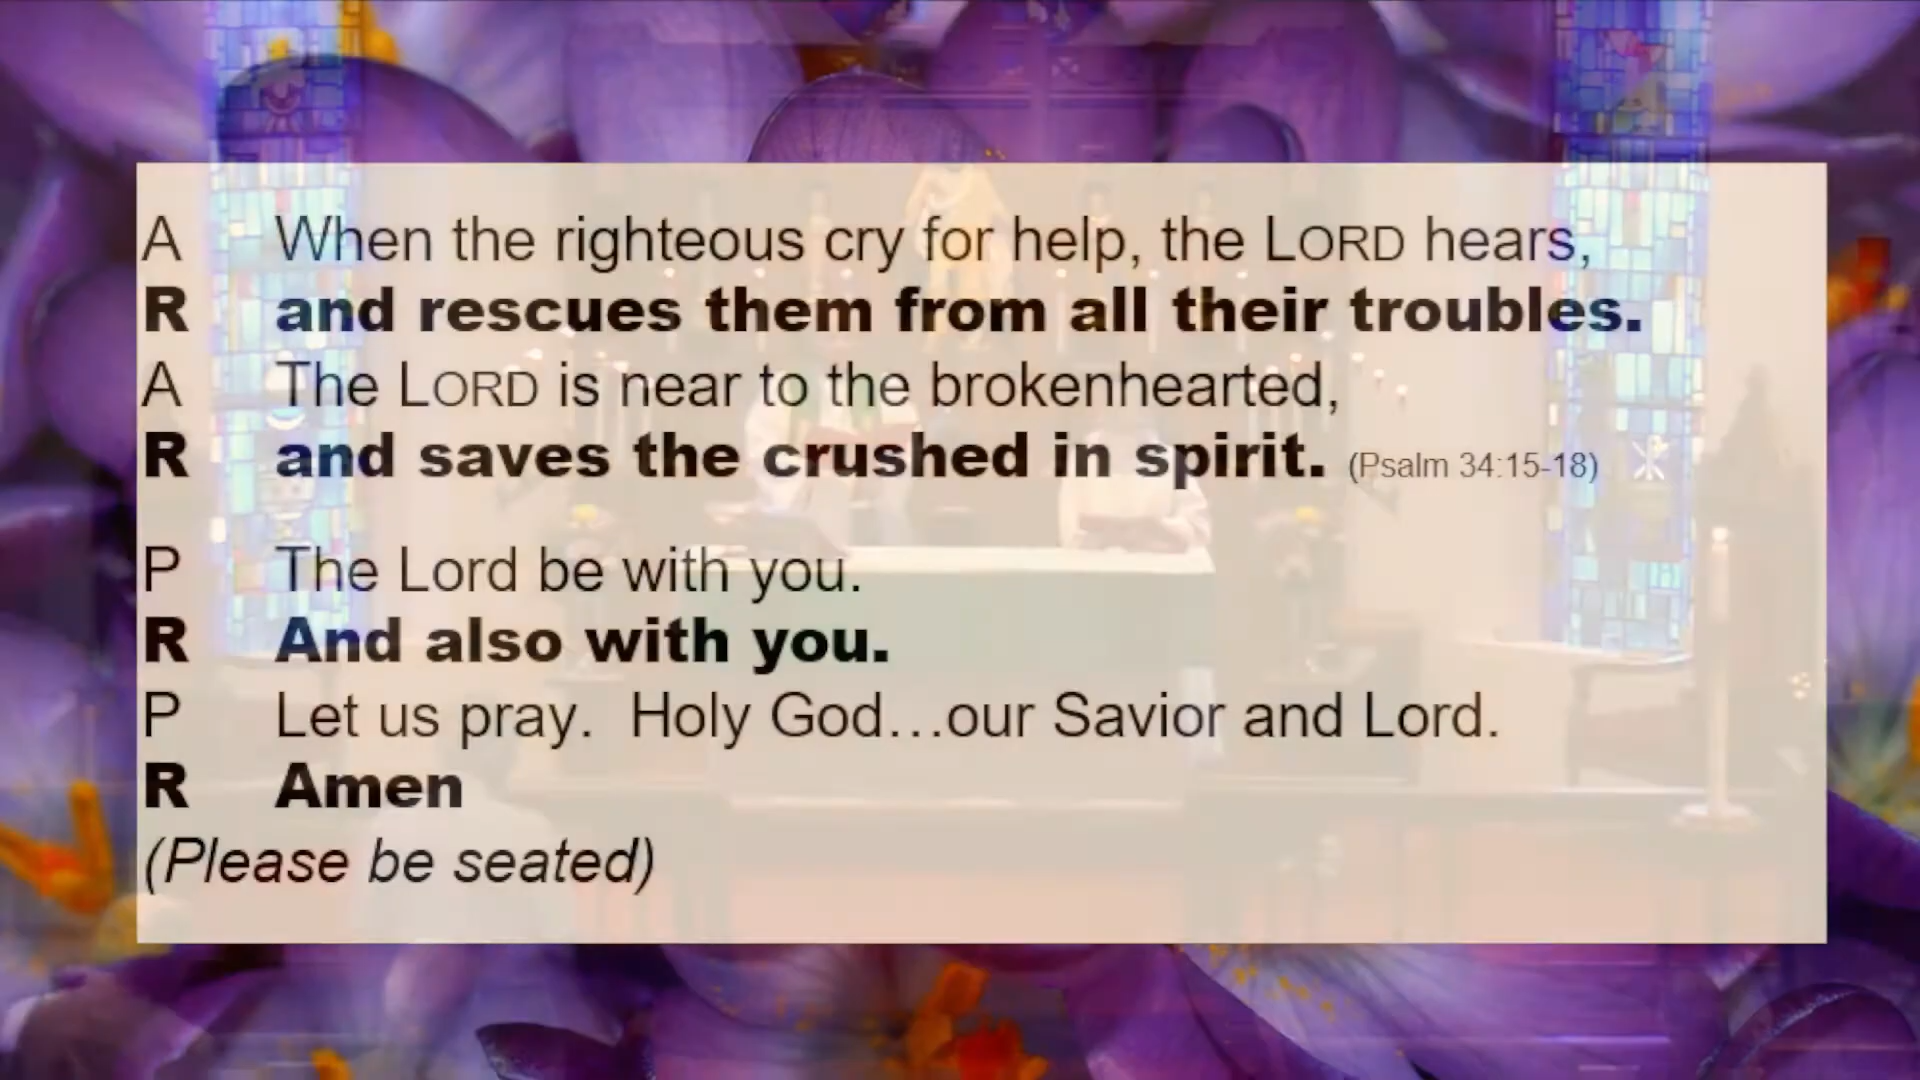 A When the righteous cry for help, the LORD hears,
R and rescues them from all their troubles.
A The LORD is near to the brokenhearted,
R and saves the crushed in spirit. (Psalm 34:15-18)
P The Lord be with you.
R And also with you.
P Let us pray.  Holy God…our Savior and Lord.
R Amen
(Please be seated)